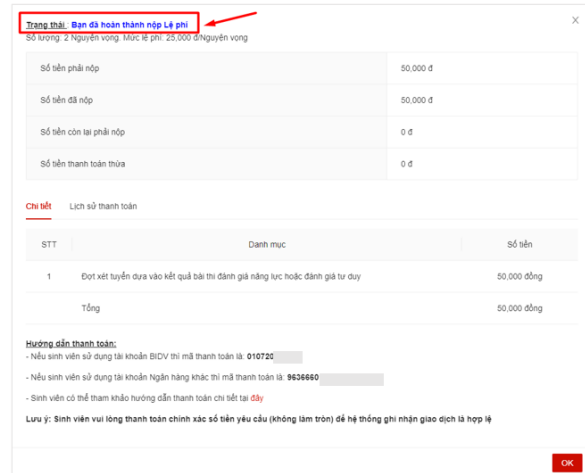 Trạng thái : Bạn đã hoàn thành nộp Lệ phí
Số lượng: 2 Nguyện vọng. Mức lệ phí: 25,000 đ/Nguyện vọng
Số tiền phải nộp 50,000 đ
Số tiền đã nộp 50,000 đ
Số tiền còn lại phải nộp 0 đ
Số tiền thanh toán thừa 0 đ
Chi tiết Lịch sử thanh toán
STT Danh mục Số tiền
1 Đợt xét tuyển dựa vào kết quả bài thi đánh giá năng lực hoặc đánh giá tư duy 50,000 đồng
Tổng 50,000 đồng
Hướng dẫn thanh toán:
- Nếu sinh viên sử dụng tài khoản BIDV thì mã thanh toán là: 010720
- Nếu sinh viên sử dụng tài khoản Ngân hàng khác thì mã thanh toán là: 9636660
- Sinh viên có thể tham khảo hướng dẫn thanh toán chi tiết tại đây
Lưu ý: Sinh viên vui lòng thanh toán chính xác số tiền yêu cầu (không làm tròn) để hệ thống ghi nhận giao dịch là hợp lệ
OK